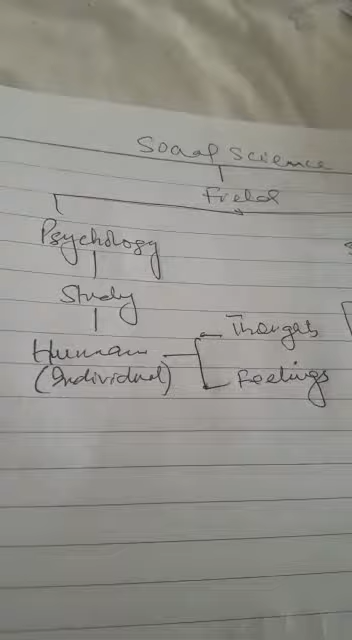 Social Science
Field
Psychology
Study
Human
(Individual)
Thoughts
Feelings